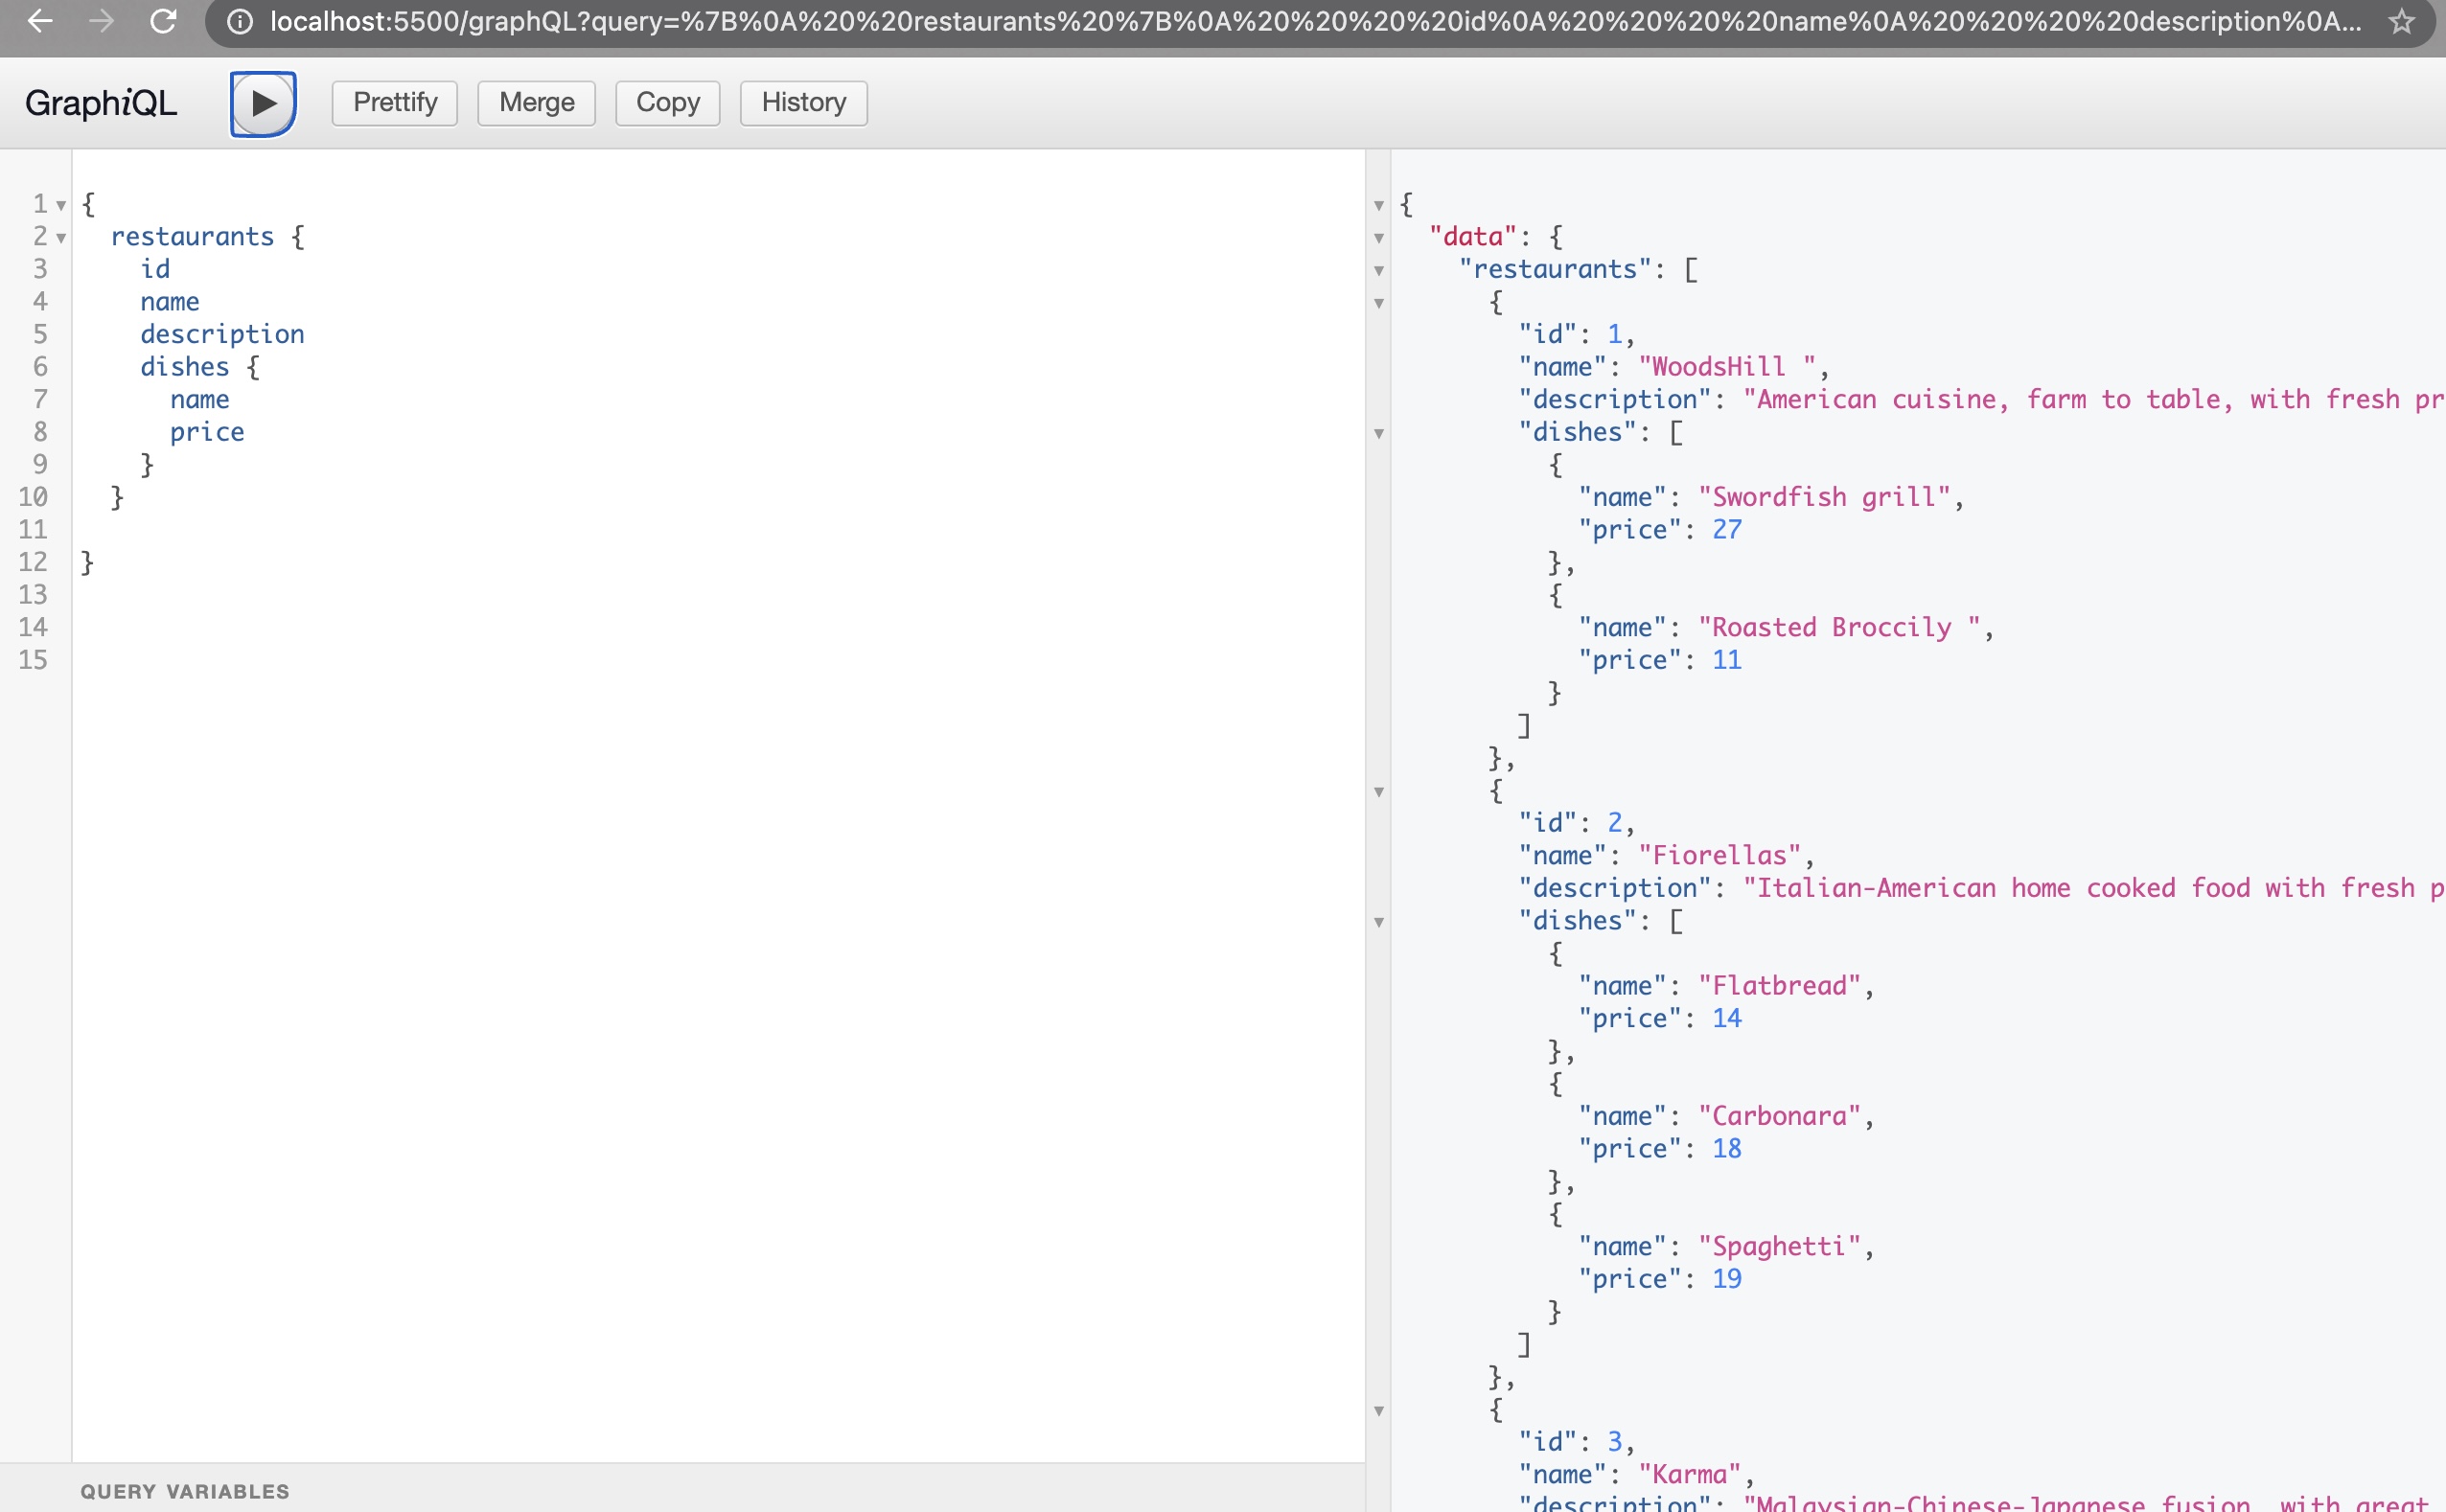 localhost:5500/graphQL?query=%7B%0A%20%20restaurants%20%7B%0A%20%20%20%20id%0A%20%20%20%20name%0A%20%20%20%20description%0A...
GraphiQL Prettify Merge Copy History
1 {
2 restaurants {
3 id
4 name
5 description
6 dishes {
7 name
8 price
9 }
10 }
11
12 }
13
14
15
QUERY VARIABLES
{
"data": {
"restaurants": [
{
"id": 1,
"name": "WoodsHill ",
"description": "American cuisine, farm to table, with fresh pr
"dishes": [
{
"name": "Swordfish grill",
"price": 27
},
{
"name": "Roasted Broccily ",
"price": 11
}
]
},
{
"id": 2,
"name": "Fiorellas",
"description": "Italian-American home cooked food with fresh p
"dishes": [
{
"name": "Flatbread",
"price": 14
},
{
"name": "Carbonara",
"price": 18
},
{
"name": "Spaghetti",
"price": 19
}
]
},
{
"id": 3,
"name": "Karma",
"description": "Malaysian-Chinese-Japanese fusion, with great